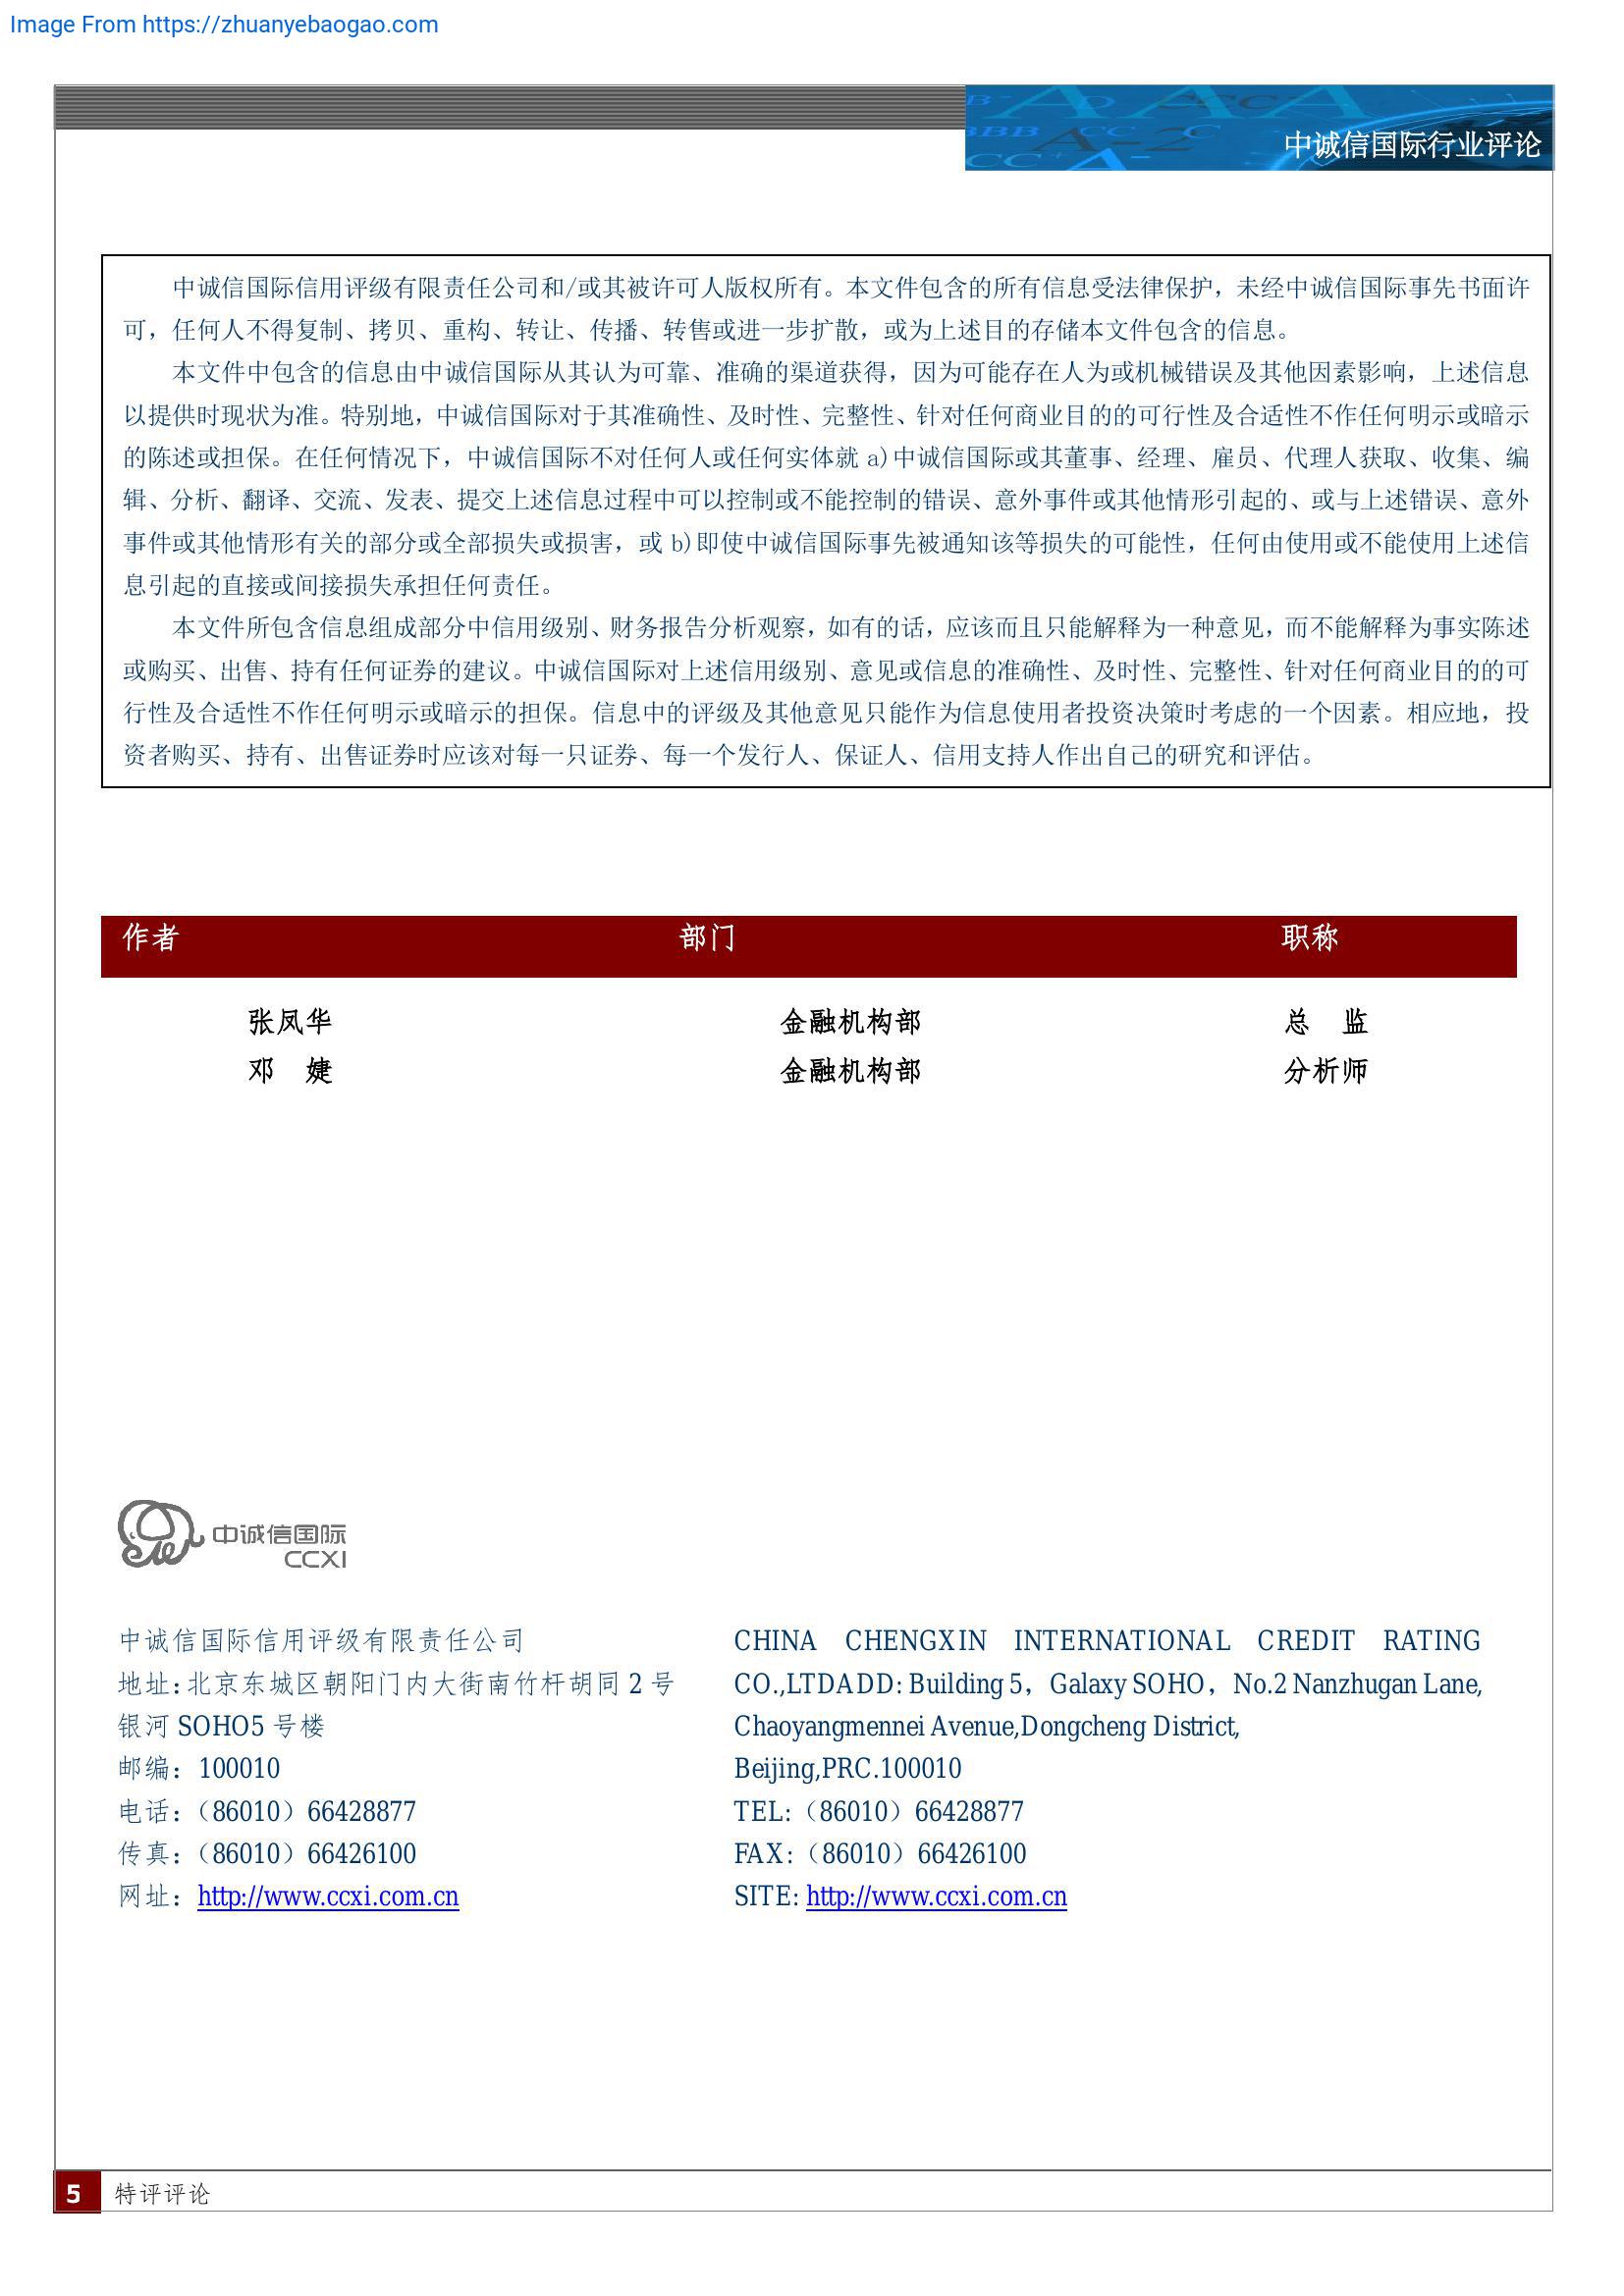 Image From https://zhuanyebaogao.com
中诚信国际行业评论
中诚信国际信用评级有限责任公司和/或其被许可人版权所有。本文件包含的所有信息受法律保护，未经中诚信国际事先书面许
可，任何人不得复制、拷贝、重构、转让、传播、转售或进一步扩散，或为上述目的存储本文件包含的信息。
本文件中包含的信息由中诚信国际从其认为可靠、准确的渠道获得，因为可能存在人为或机械错误及其他因素影响，上述信息
以提供时现状为准。特别地，中诚信国际对于其准确性、及时性、完整性、针对任何商业目的的可行性及合适性不作任何明示或暗示
的陈述或担保。在任何情况下，中诚信国际不对任何人或任何实体就 a)中诚信国际或其董事、经理、雇员、代理人获取、收集、编
辑、分析、翻译、交流、发表、提交上述信息过程中可以控制或不能控制的错误、意外事件或其他情形引起的、或与上述错误、意外
事件或其他情形有关的部分或全部损失或损害，或 b)即使中诚信国际事先被通知该等损失的可能性，任何由使用或不能使用上述信
息引起的直接或间接损失承担任何责任。
本文件所包含信息组成部分中信用级别、财务报告分析观察，如有的话，应该而且只能解释为一种意见，而不能解释为事实陈述
或购买、出售、持有任何证券的建议。中诚信国际对上述信用级别、意见或信息的准确性、及时性、完整性、针对任何商业目的的可
行性及合适性不作任何明示或暗示的担保。信息中的评级及其他意见只能作为信息使用者投资决策时考虑的一个因素。相应地，投
资者购买、持有、出售证券时应该对每一只证券、每一个发行人、保证人、信用支持人作出自己的研究和评估。
作者 部门 职称
张凤华 金融机构部 总 监
邓 婕 金融机构部 分析师
中诚信国际
CCXI
中诚信国际信用评级有限责任公司
地址:北京东城区朝阳门内大街南竹杆胡同 2 号
银河 SOHO5 号楼
邮编：100010
电话：（86010）66428877
传真：（86010）66426100
网址：http://www.ccxi.com.cn
CHINA CHENGXIN INTERNATIONAL CREDIT RATING
CO.,LTDADD: Building 5，Galaxy SOHO，No.2 Nanzhugan Lane,
Chaoyangmennei Avenue,Dongcheng District,
Beijing,PRC.100010
TEL:（86010）66428877
FAX:（86010）66426100
SITE: http://www.ccxi.com.cn
5 特评评论